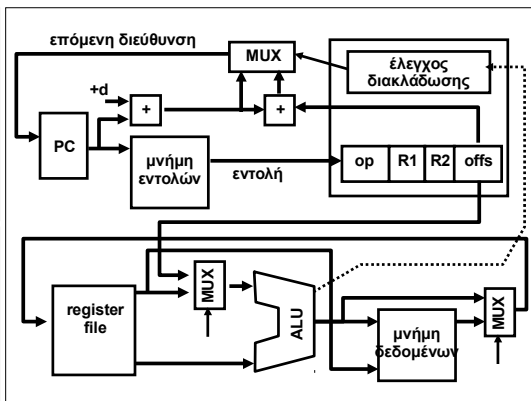 επόμενη διεύθυνση
MUX
έλεγχος
διακλάδωσης
+d
+
+
PC
μνήμη
εντολών
εντολή
op R1 R2 offs
register
file
MUX
ALU
μνήμη
δεδομένων
MUX